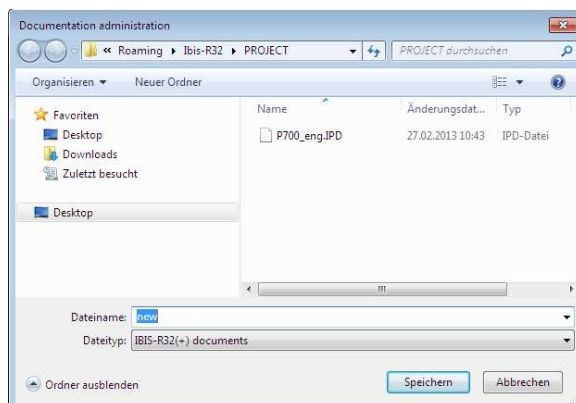 Documentation administration
« Roaming ▸ Ibis-R32 ▸ PROJECT
PROJECT durchsuchen
Organisieren ▾ Neuer Ordner
Favoriten
Desktop
Downloads
Zuletzt besucht
Desktop
Name Änderungsdat... Typ
P700_eng.IPD 27.02.2013 10:43 IPD-Datei
Dateiname: new
Dateityp: IBIS-R32(+) documents
Ordner ausblenden Speichern Abbrechen